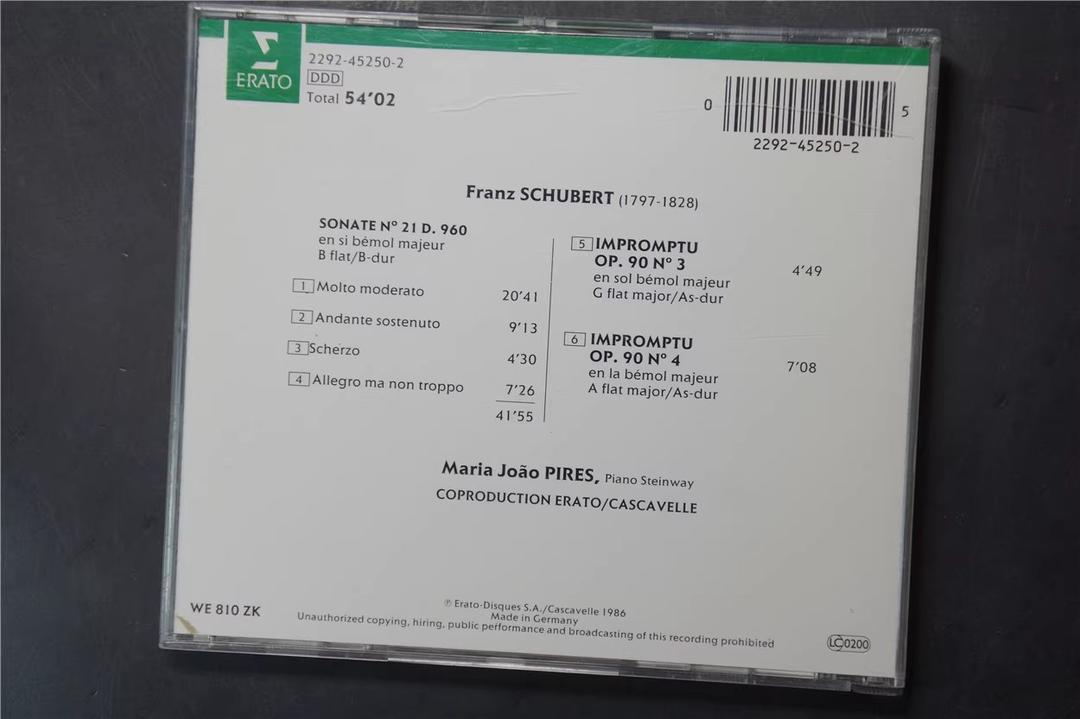 ERATO
2292-45250-2
DDD
Total 54'02
0 5
2292-45250-2
Franz SCHUBERT (1797-1828)
SONATE Nº 21 D. 960
en si bémol majeur
B flat/B-dur
1 Molto moderato 20'41
2 Andante sostenuto 9'13
3 Scherzo 4'30
4 Allegro ma non troppo 7'26
41'55
5 IMPROMPTU
OP. 90 Nº 3 4'49
en sol bémol majeur
G flat major/As-dur
6 IMPROMPTU
OP. 90 Nº 4 7'08
en la bémol majeur
A flat major/As-dur
Maria João PIRES, Piano Steinway
COPRODUCTION ERATO/CASCAVELLE
WE 810 ZK
℗ Erato-Disques S.A./Cascavelle 1986
Made in Germany
Unauthorized copying, hiring, public performance and broadcasting of this recording prohibited
LC 0200